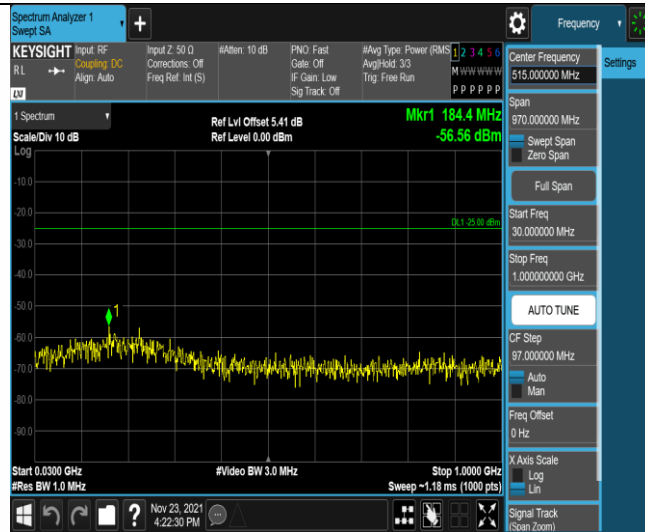 Spectrum Analyzer 1
Swept SA
+
Frequency
KEYSIGHT
RL
LXI
Input: RF
Coupling: DC
Align: Auto
Input Z: 50 Ω
Corrections: Off
Freq Ref: Int (S)
#Atten: 10 dB
PNO: Fast
Gate: Off
IF Gain: Low
Sig Track: Off
#Avg Type: Power (RMS
Avg|Hold: 3/3
Trig: Free Run
1 2 3 4 5 6
M W W W W W
P P P P P P
1 Spectrum
Scale/Div 10 dB
Log
Ref Lvl Offset 5.41 dB
Ref Level 0.00 dBm
Mkr1 184.4 MHz
-56.56 dBm
-10.0
-20.0
DL1 -25.00 dBm
-30.0
-40.0
-50.0
1
-60.0
-70.0
-80.0
-90.0
Start 0.0300 GHz
#Res BW 1.0 MHz
#Video BW 3.0 MHz
Stop 1.0000 GHz
Sweep ~1.18 ms (1000 pts)
?
Nov 23, 2021
4:22:30 PM
Center Frequency
515.000000 MHz
Settings
Span
970.000000 MHz
Swept Span
Zero Span
Full Span
Start Freq
30.000000 MHz
Stop Freq
1.000000000 GHz
AUTO TUNE
CF Step
97.000000 MHz
Auto
Man
Freq Offset
0 Hz
X Axis Scale
Log
Lin
Signal Track
(Span Zoom)